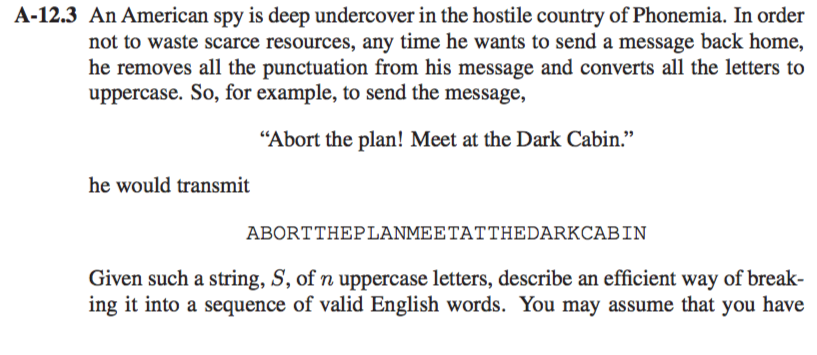 A-12.3 An American spy is deep undercover in the hostile country of Phonemia. In order
not to waste scarce resources, any time he wants to send a message back home,
he removes all the punctuation from his message and converts all the letters to
uppercase. So, for example, to send the message,
“Abort the plan! Meet at the Dark Cabin.”
he would transmit
ABORTTHEPLANMEETATTHEDARKCABIN
Given such a string, S, of n uppercase letters, describe an efficient way of break-
ing it into a sequence of valid English words. You may assume that you have